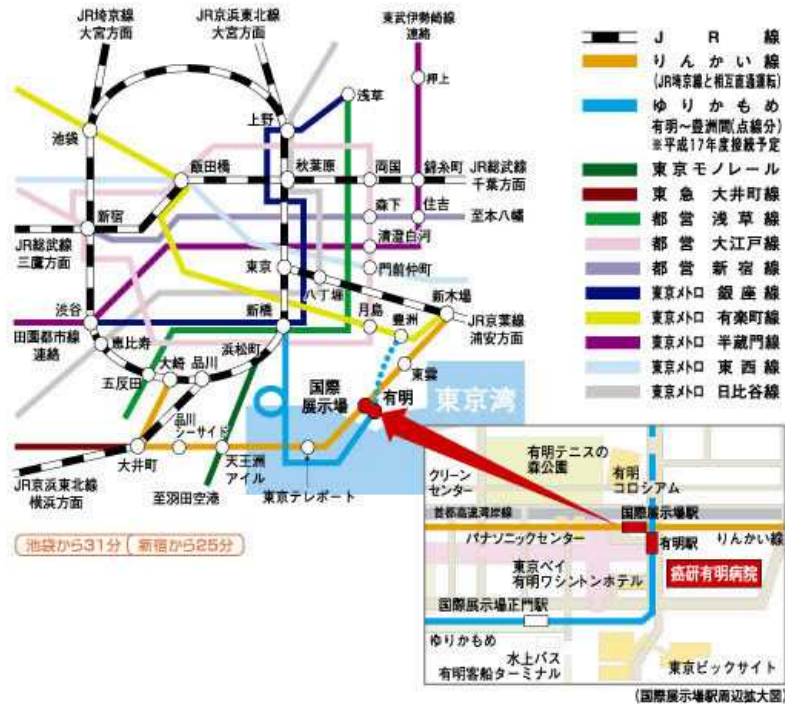 JR埼京線
大宮方面
JR京浜東北線
大宮方面
東武伊勢崎線
連絡
押上
浅草
上野
池袋
飯田橋
秋葉原
両国
錦糸町
JR総武線
千葉方面
新宿
森下
住吉
至本八幡
JR総武線
三鷹方面
清澄白河
東京
門前仲町
八丁堀
新木場
渋谷
新橋
月島
豊洲
JR京葉線
浦安方面
田園都市線
連絡
恵比寿
浜松町
大崎
品川
五反田
東雲
国際
展示場
有明
東京湾
品川
シーサイド
大井町
天王洲
アイル
JR京浜東北線
横浜方面
至羽田空港
東京テレポート
池袋から31分
新宿から25分
JR線
りんかい線
(JR埼京線と相互直通運転)
ゆりかもめ
有明～豊洲間(点線分)
※平成17年度接続予定
東京モノレール
東急 大井町線
都営 浅草線
都営 大江戸線
都営 新宿線
東京メトロ 銀座線
東京メトロ 有楽町線
東京メトロ 半蔵門線
東京メトロ 東西線
東京メトロ 日比谷線
有明テニスの
森公園
クリーン
センター
有明
コロシアム
首都高速湾岸線
国際展示場駅
パナソニックセンター
有明駅
りんかい線
東京ベイ
有明ワシントンホテル
癌研有明病院
国際展示場正門駅
ゆりかもめ
水上バス
有明客船ターミナル
東京ビックサイト
(国際展示場駅周辺拡大図)